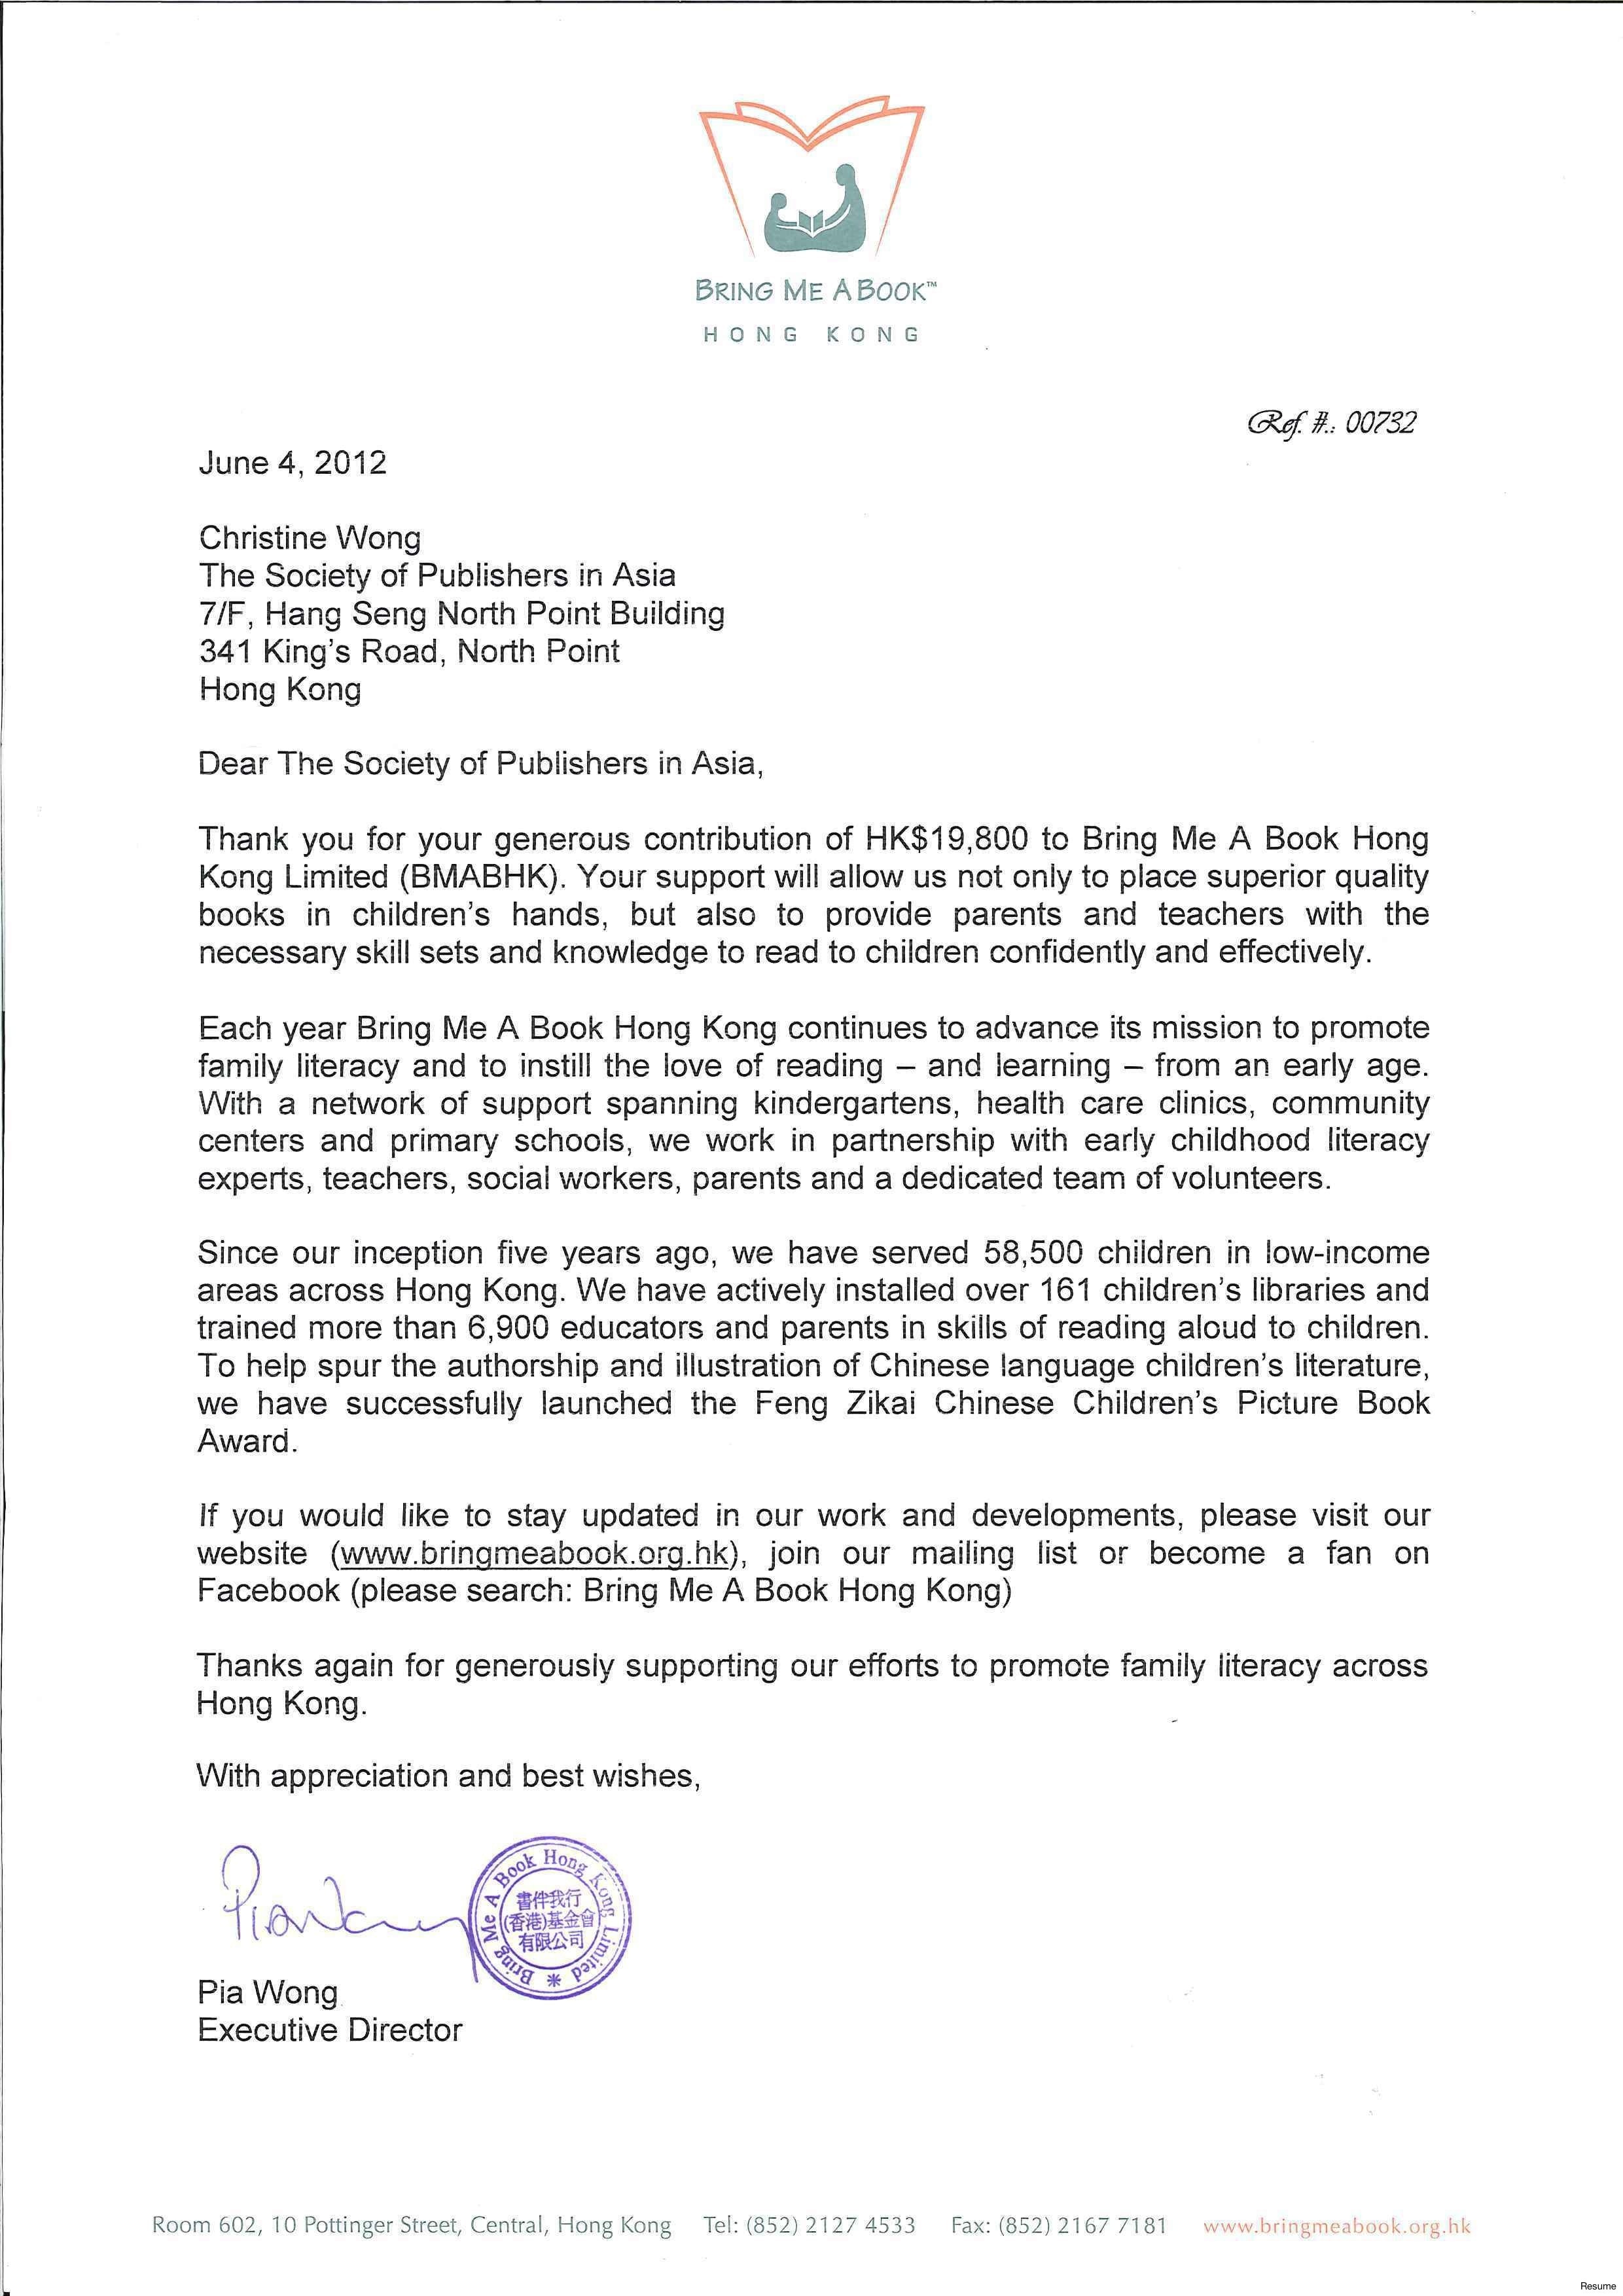 BRING ME A BOOK™
HONG KONG
Ref. #.: 00732
June 4, 2012
Christine Wong
The Society of Publishers in Asia
7/F, Hang Seng North Point Building
341 King's Road, North Point
Hong Kong
Dear The Society of Publishers in Asia,
Thank you for your generous contribution of HK$19,800 to Bring Me A Book Hong
Kong Limited (BMABHK). Your support will allow us not only to place superior quality
books in children's hands, but also to provide parents and teachers with the
necessary skill sets and knowledge to read to children confidently and effectively.
Each year Bring Me A Book Hong Kong continues to advance its mission to promote
family literacy and to instill the love of reading – and learning – from an early age.
With a network of support spanning kindergartens, health care clinics, community
centers and primary schools, we work in partnership with early childhood literacy
experts, teachers, social workers, parents and a dedicated team of volunteers.
Since our inception five years ago, we have served 58,500 children in low-income
areas across Hong Kong. We have actively installed over 161 children's libraries and
trained more than 6,900 educators and parents in skills of reading aloud to children.
To help spur the authorship and illustration of Chinese language children's literature,
we have successfully launched the Feng Zikai Chinese Children's Picture Book
Award.
If you would like to stay updated in our work and developments, please visit our
website (www.bringmeabook.org.hk), join our mailing list or become a fan on
Facebook (please search: Bring Me A Book Hong Kong)
Thanks again for generously supporting our efforts to promote family literacy across
Hong Kong.
With appreciation and best wishes,
Pia Wong
Bring Me A Book Hong Kong Limited *
書伴我行
(香港)基金會
有限公司
Pia Wong
Executive Director
Room 602, 10 Pottinger Street, Central, Hong Kong Tel: (852) 2127 4533 Fax: (852) 2167 7181 www.bringmeabook.org.hk
Resume